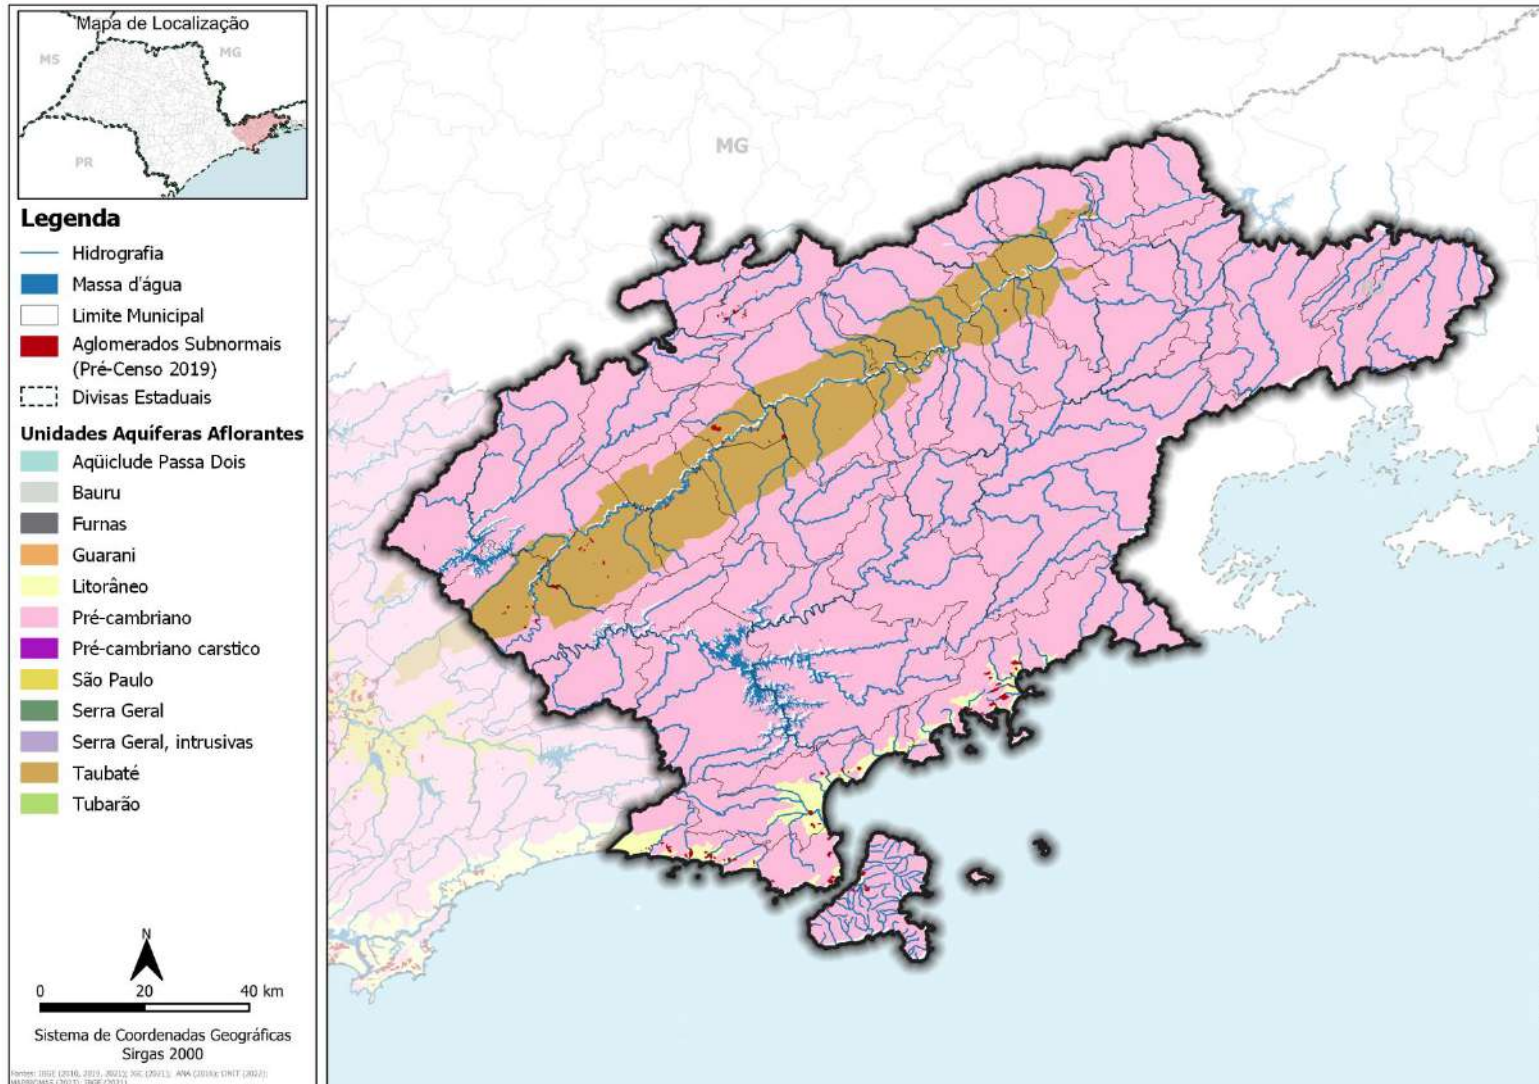 Mapa de Localização
MS
MG
PR
Legenda
Hidrografia
Massa d'água
Limite Municipal
Aglomerados Subnormais
(Pré-Censo 2019)
Divisas Estaduais
Unidades Aquíferas Aflorantes
Aqüiclude Passa Dois
Bauru
Furnas
Guarani
Litorâneo
Pré-cambriano
Pré-cambriano carstico
São Paulo
Serra Geral
Serra Geral, intrusivas
Taubaté
Tubarão
N
0 20 40 km
Sistema de Coordenadas Geográficas
Sirgas 2000
MG